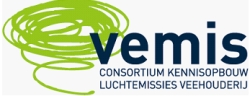 vemis
CONSORTIUM KENNISOPBOUW
LUCHTEMISSIES VEEHOUDERIJ